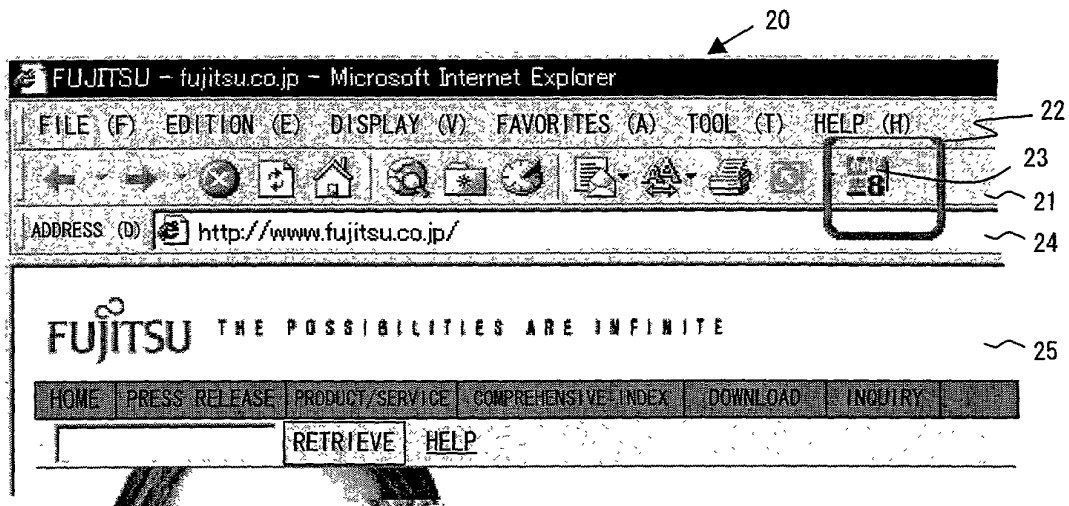 20
FUJITSU – fujitsu.co.jp – Microsoft Internet Explorer
FILE (F) EDITION (E) DISPLAY (V) FAVORITES (A) TOOL (T) HELP (H)
22
23
21
ADDRESS (D) http://www.fujitsu.co.jp/
24
FUJITSU THE POSSIBILITIES ARE INFINITE
25
HOME PRESS RELEASE PRODUCT/SERVICE COMPREHENSIVE-INDEX DOWNLOAD INQUIRY
RETRIEVE HELP